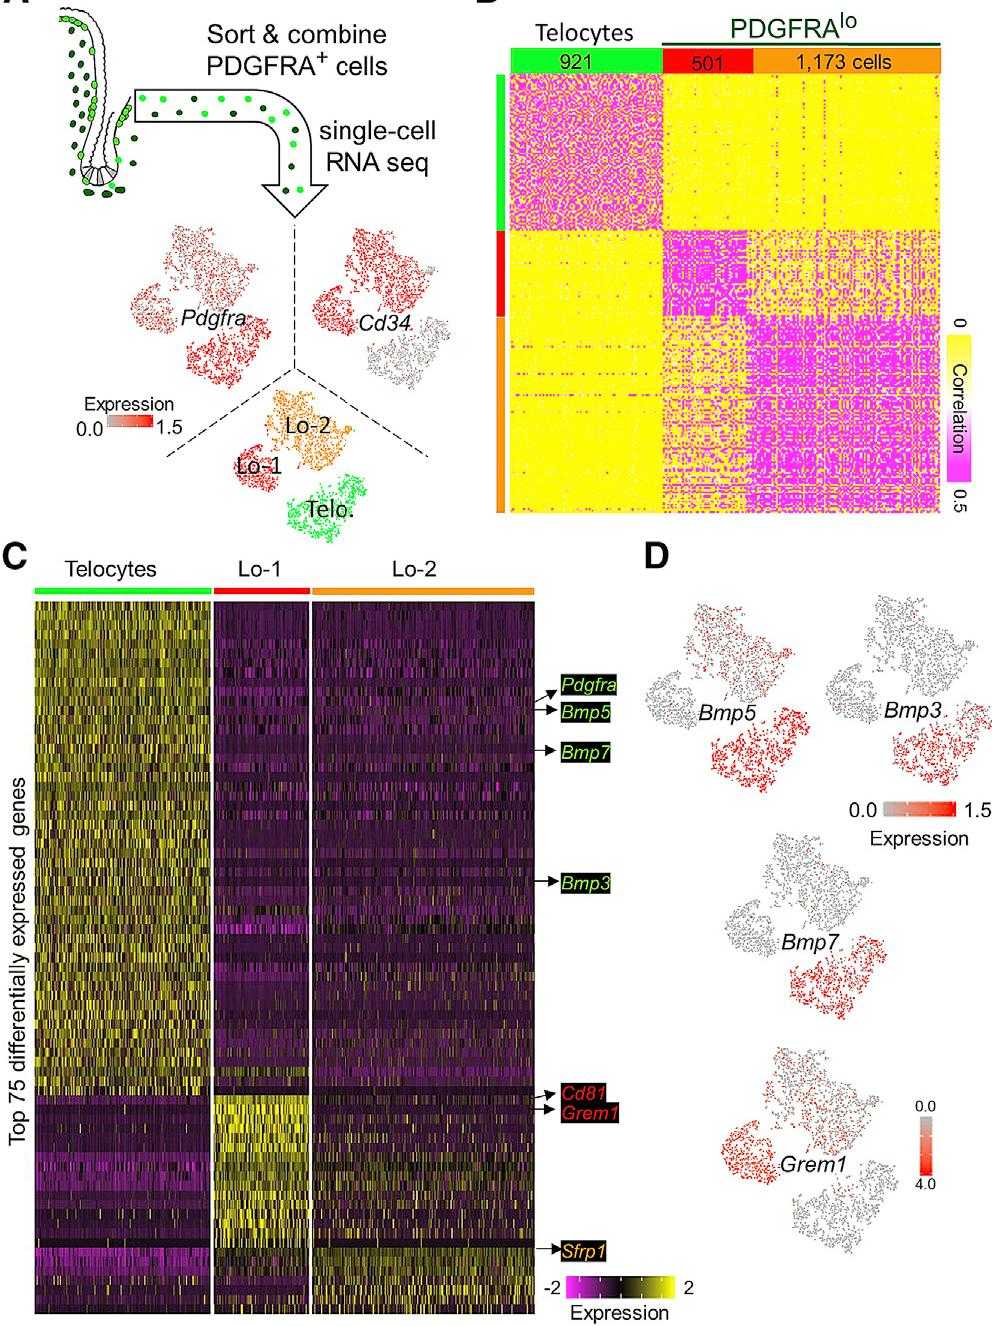 Sort & combine
PDGFRA+ cells
single-cell
RNA seq
Pdgfra
Cd34
Expression
0.0
1.5
Lo-2
Lo-1
Telo.
Telocytes
PDGFRAlo
921
501
1,173 cells
0
Correlation
0.5
C
Telocytes
Lo-1
Lo-2
Top 75 differentially expressed genes
Pdgfra
Bmp5
Bmp7
Bmp3
Cd81
Grem1
Sfrp1
-2
2
Expression
D
Bmp5
Bmp3
0.0
1.5
Expression
Bmp7
Grem1
0.0
4.0